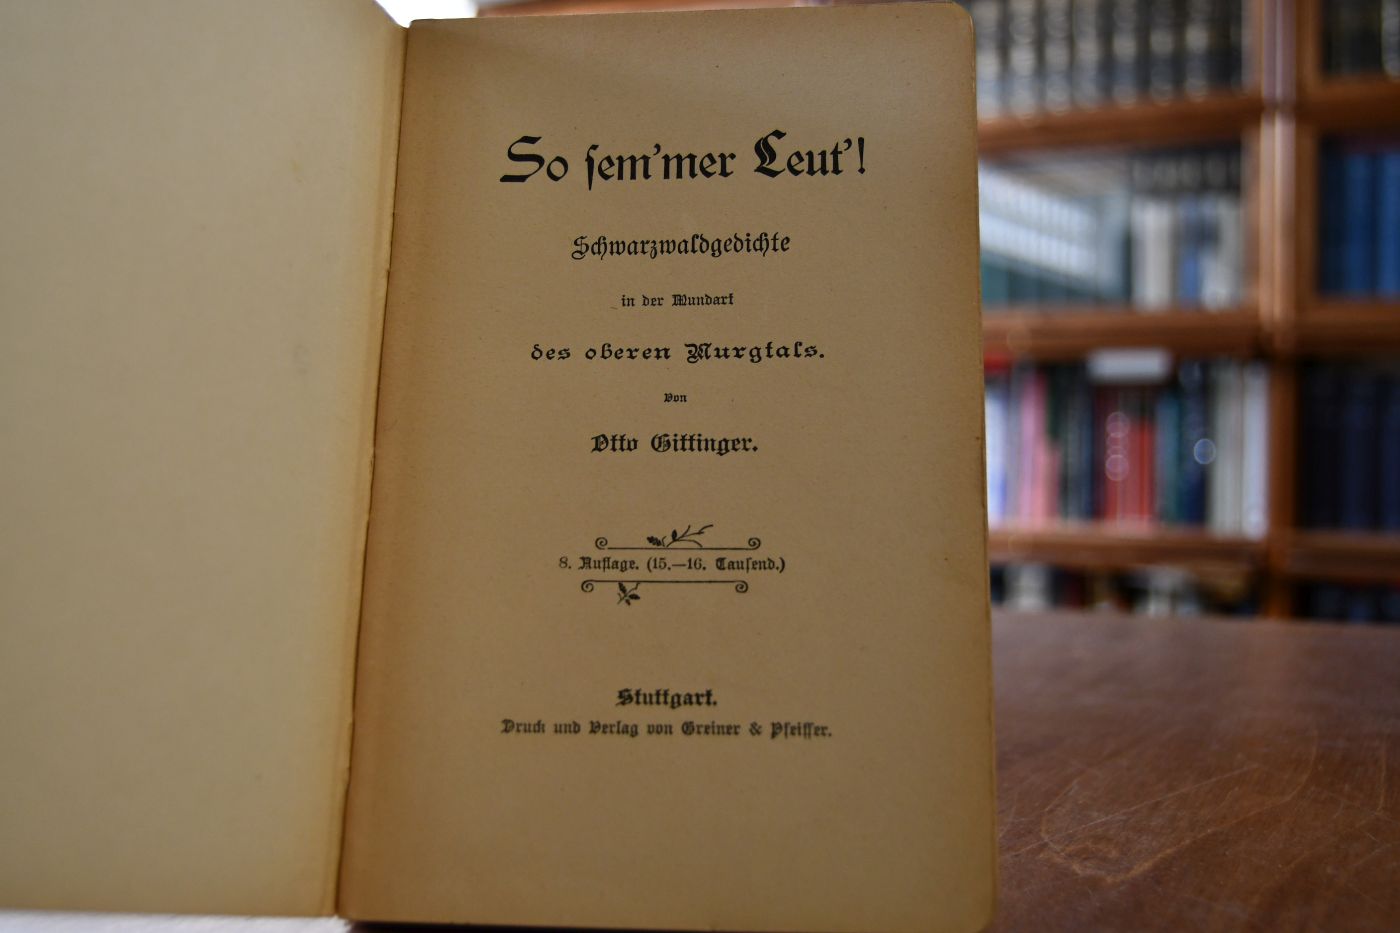 So ſem'mer Leut'!
Schwarzwaldgedichte
in der Mundart
des oberen Murgtals.
Von
Otto Gittinger.
8. Auflage. (15.—16. Tauſend.)
Stuttgart.
Druck und Verlag von Greiner & Pfeiffer.